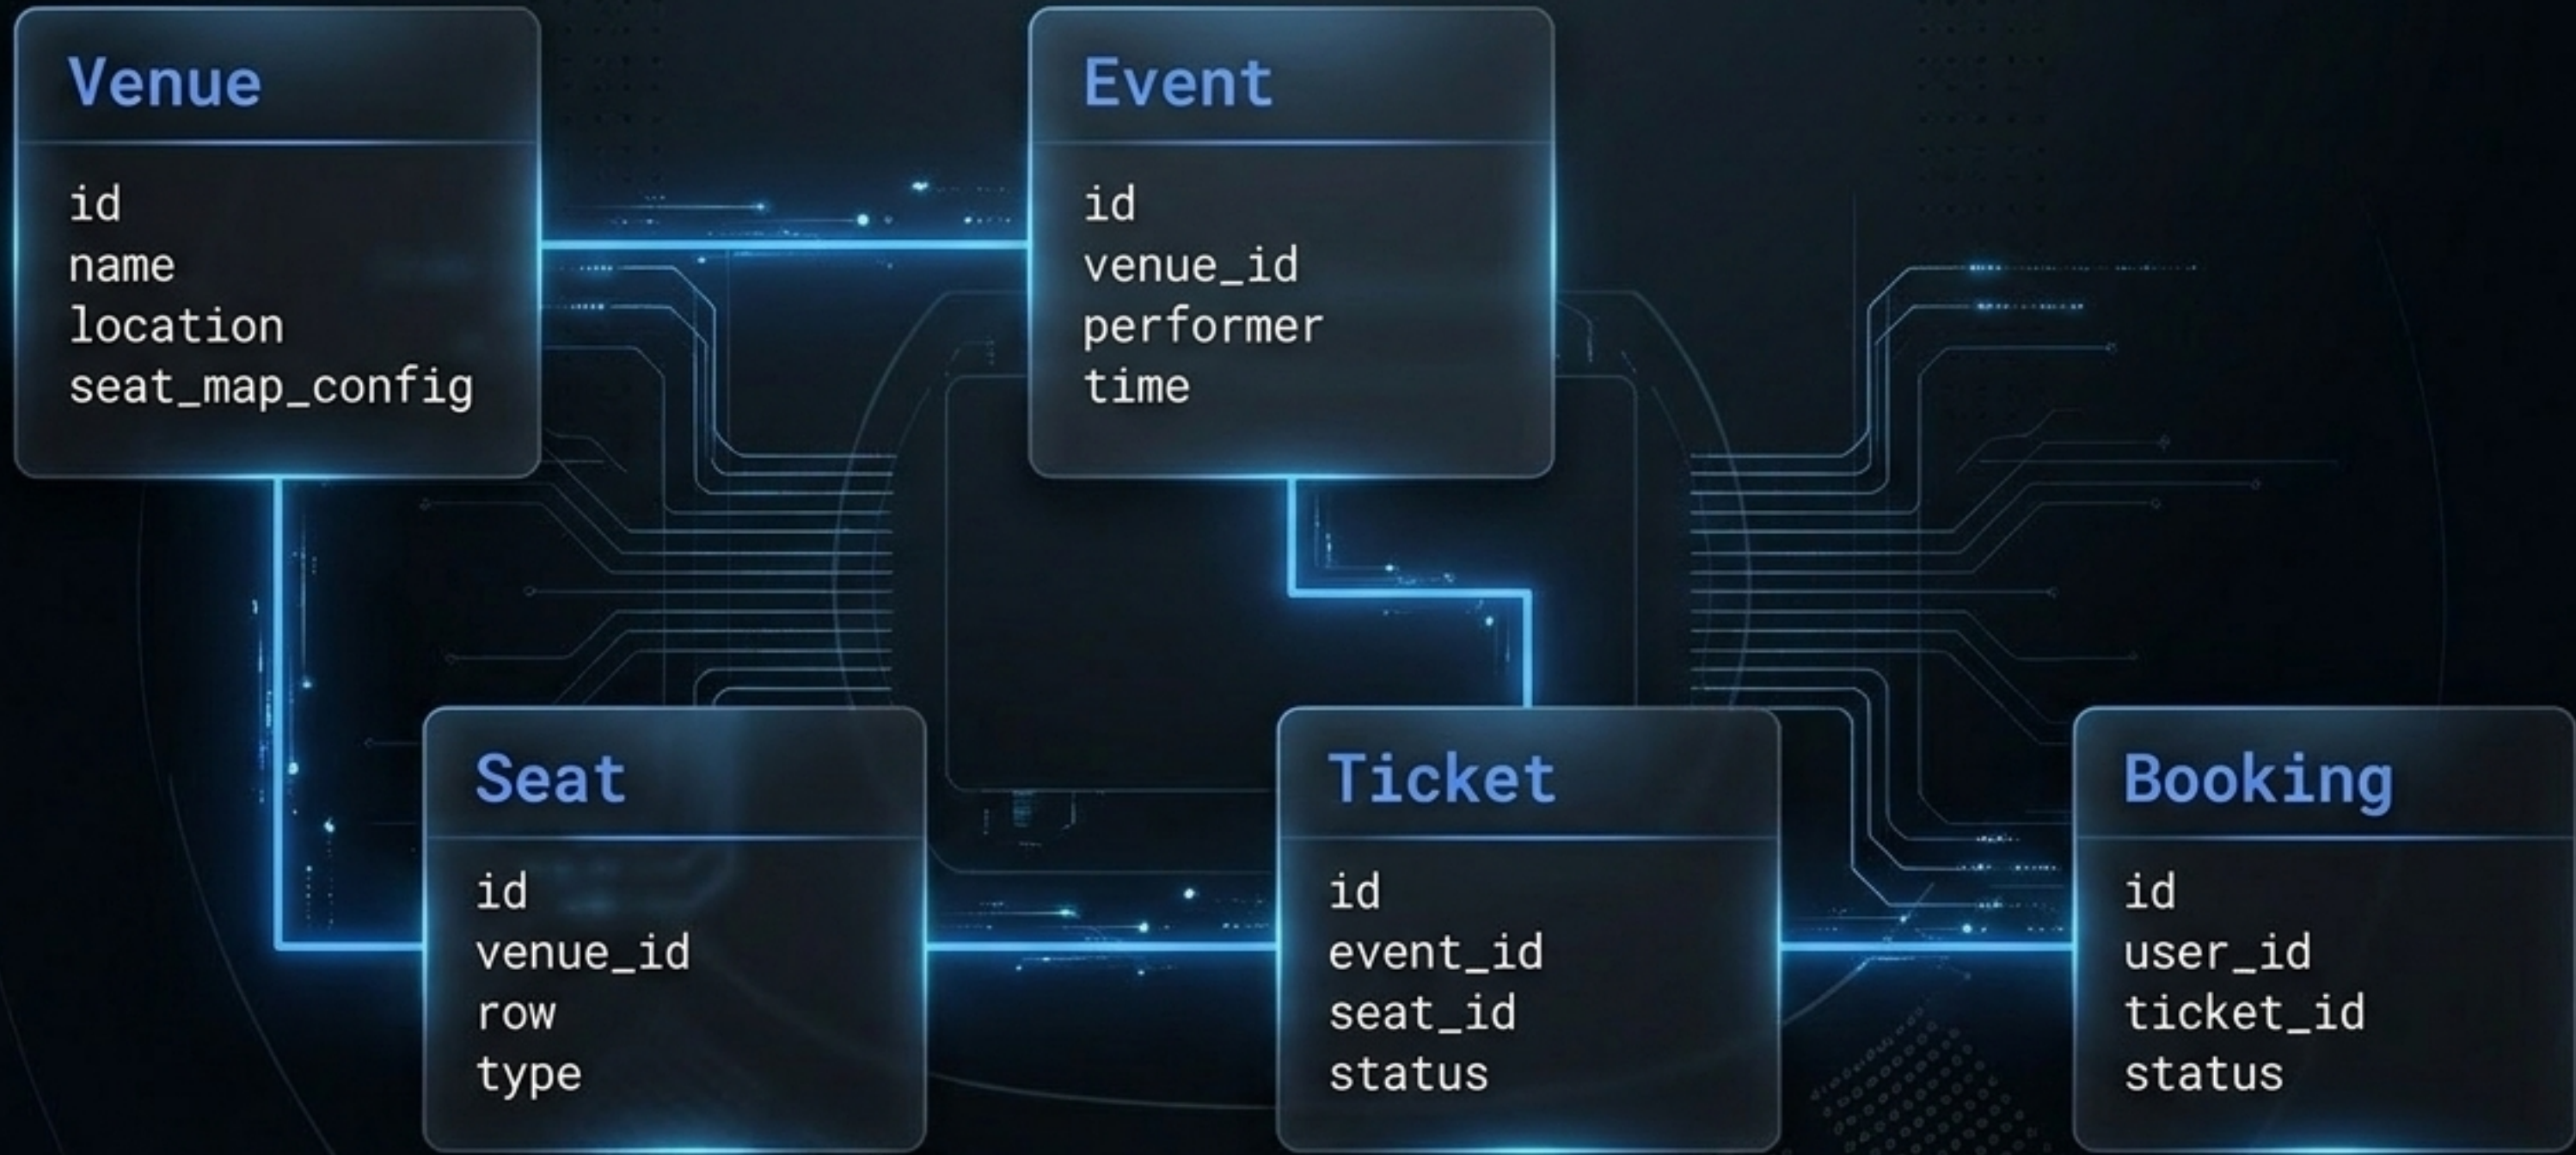 Venue
id
name
location
seat_map_config
Event
id
venue_id
performer
time
Seat
id
venue_id
row
type
Ticket
id
event_id
seat_id
status
Booking
id
user_id
ticket_id
status